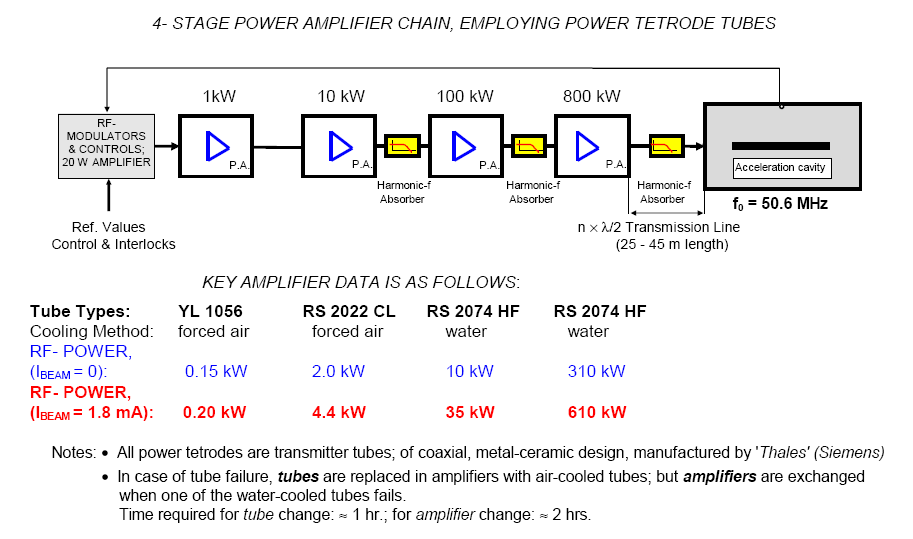 4- STAGE POWER AMPLIFIER CHAIN, EMPLOYING POWER TETRODE TUBES
1kW 10 kW 100 kW 800 kW
RF-
MODULATORS
& CONTROLS;
20 W AMPLIFIER
P.A. P.A. P.A. P.A.
Acceleration cavity
Harmonic-f
Absorber
Harmonic-f
Absorber
Harmonic-f
Absorber
f₀ = 50.6 MHz
Ref. Values
Control & Interlocks
n × λ/2 Transmission Line
(25 - 45 m length)
KEY AMPLIFIER DATA IS AS FOLLOWS:
Tube Types: YL 1056 RS 2022 CL RS 2074 HF RS 2074 HF
Cooling Method: forced air forced air water water
RF- POWER,
(IBEAM = 0): 0.15 kW 2.0 kW 10 kW 310 kW
RF- POWER,
(IBEAM = 1.8 mA): 0.20 kW 4.4 kW 35 kW 610 kW
Notes: • All power tetrodes are transmitter tubes; of coaxial, metal-ceramic design, manufactured by 'Thales' (Siemens)
• In case of tube failure, tubes are replaced in amplifiers with air-cooled tubes; but amplifiers are exchanged
when one of the water-cooled tubes fails.
Time required for tube change: ≈ 1 hr.; for amplifier change: ≈ 2 hrs.